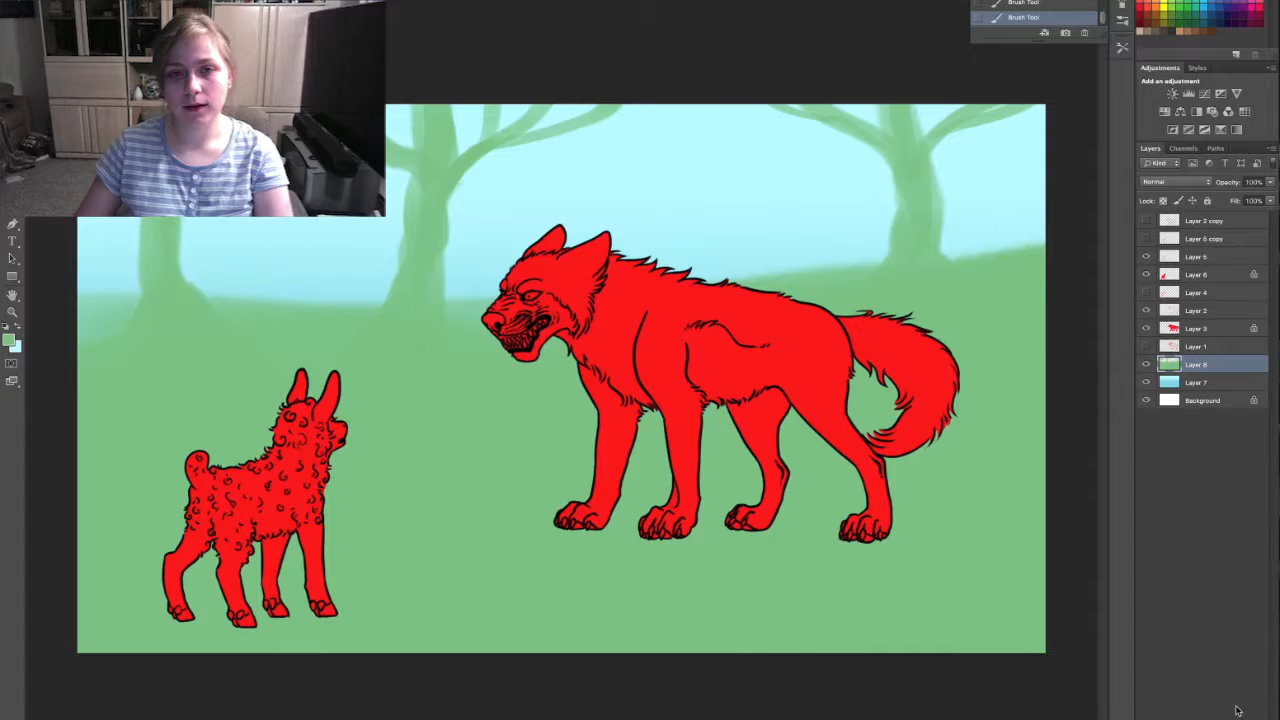 Brush Tool
Brush Tool
Adjustments Styles
Add an adjustment
Layers Channels Paths
Kind
Normal Opacity: 100%
Lock: Fill: 100%
Layer 2 copy
Layer 5 copy
Layer 5
Layer 6
Layer 4
Layer 2
Layer 3
Layer 1
Layer 8
Layer 7
Background